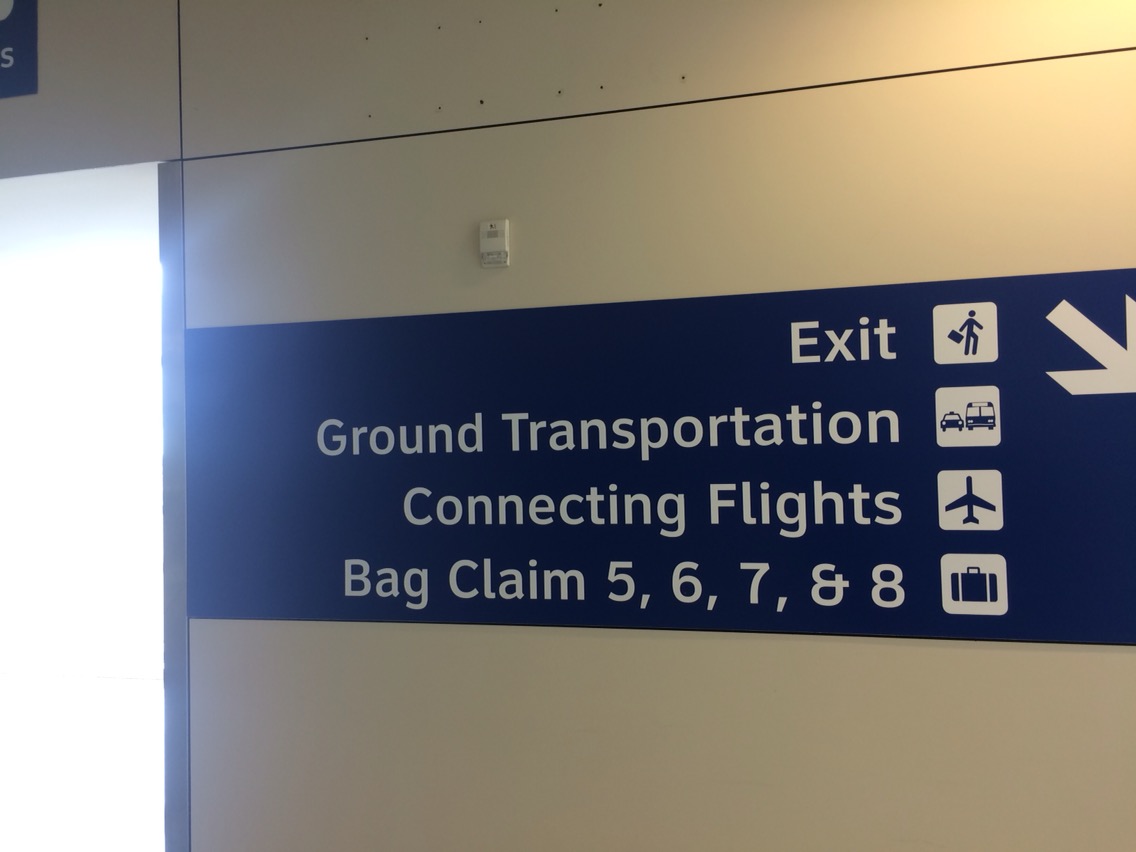 Exit
Ground Transportation
Connecting Flights
Bag Claim 5, 6, 7, & 8